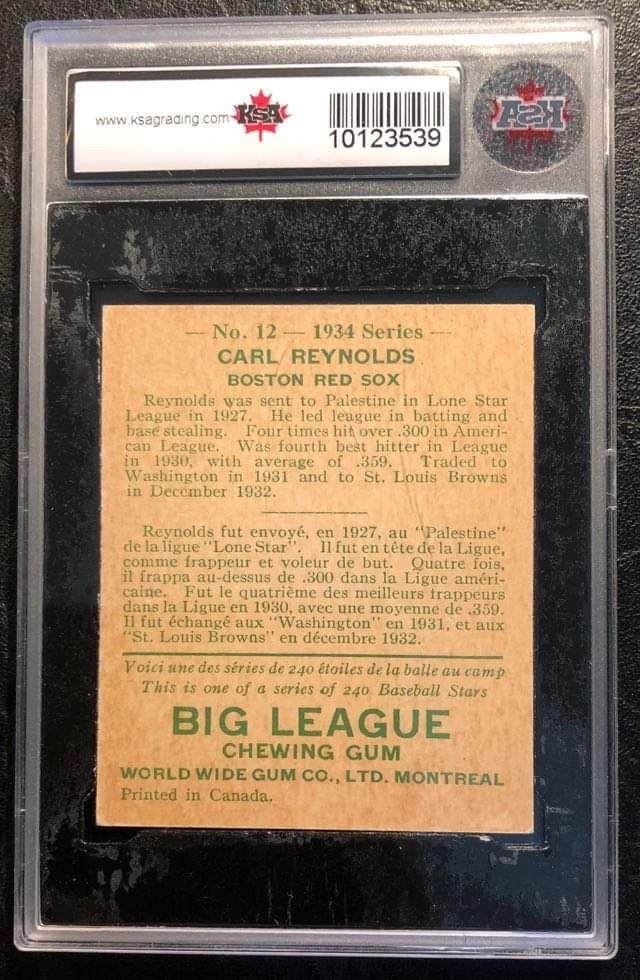 www.ksagrading.com
KSA
10123539
KSA
— No. 12 — 1934 Series —
CARL REYNOLDS
BOSTON RED SOX
Reynolds was sent to Palestine in Lone Star
League in 1927. He led league in batting and
base stealing. Four times hit over .300 in Ameri-
can League. Was fourth best hitter in League
in 1930, with average of .359. Traded to
Washington in 1931 and to St. Louis Browns
in December 1932.
Reynolds fut envoyé, en 1927, au "Palestine"
de la ligue "Lone Star". Il fut en tête de la Ligue,
comme frappeur et voleur de but. Quatre fois,
il frappa au-dessus de .300 dans la Ligue améri-
caine. Fut le quatrième des meilleurs frappeurs
dans la Ligue en 1930, avec une moyenne de .359.
Il fut échangé aux "Washington" en 1931, et aux
"St. Louis Browns" en décembre 1932.
Voici une des séries de 240 étoiles de la balle au camp
This is one of a series of 240 Baseball Stars
BIG LEAGUE
CHEWING GUM
WORLD WIDE GUM CO., LTD. MONTREAL
Printed in Canada.